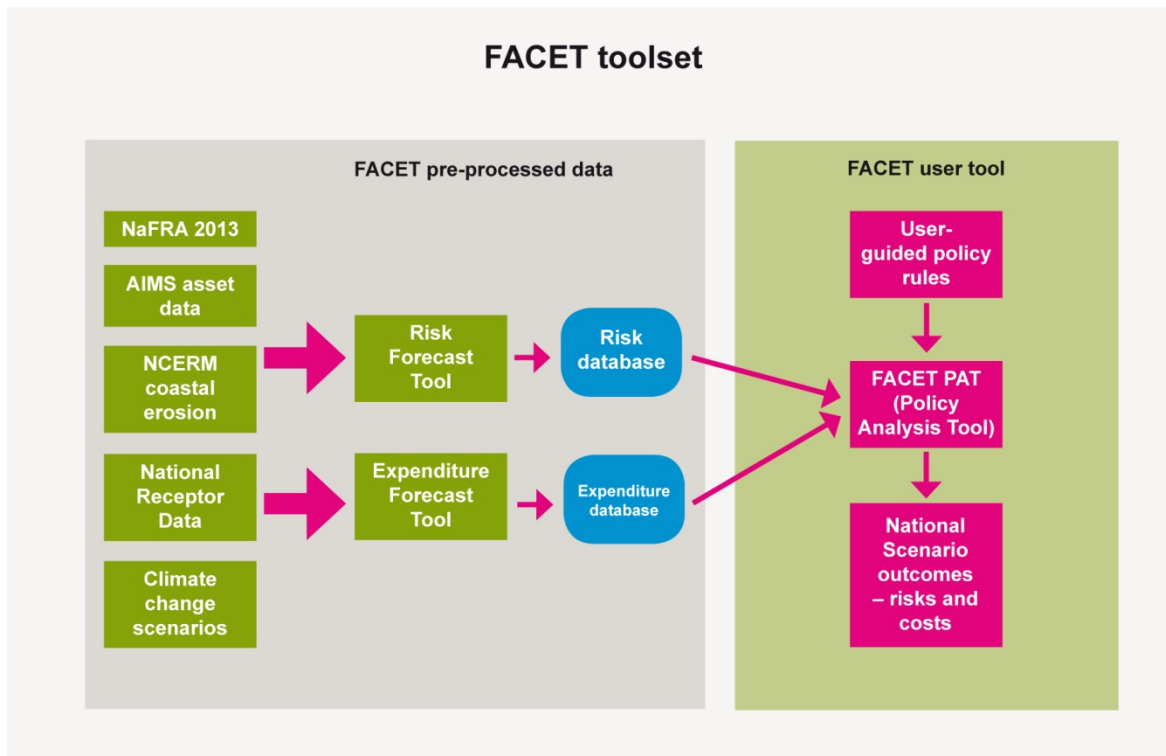 FACET toolset
FACET pre-processed data
NaFRA 2013
AIMS asset
data
NCERM
coastal
erosion
National
Receptor
Data
Climate
change
scenarios
Risk
Forecast
Tool
Risk
database
Expenditure
Forecast
Tool
Expenditure
database
FACET user tool
User-
guided policy
rules
FACET PAT
(Policy
Analysis Tool)
National
Scenario
outcomes
– risks and
costs